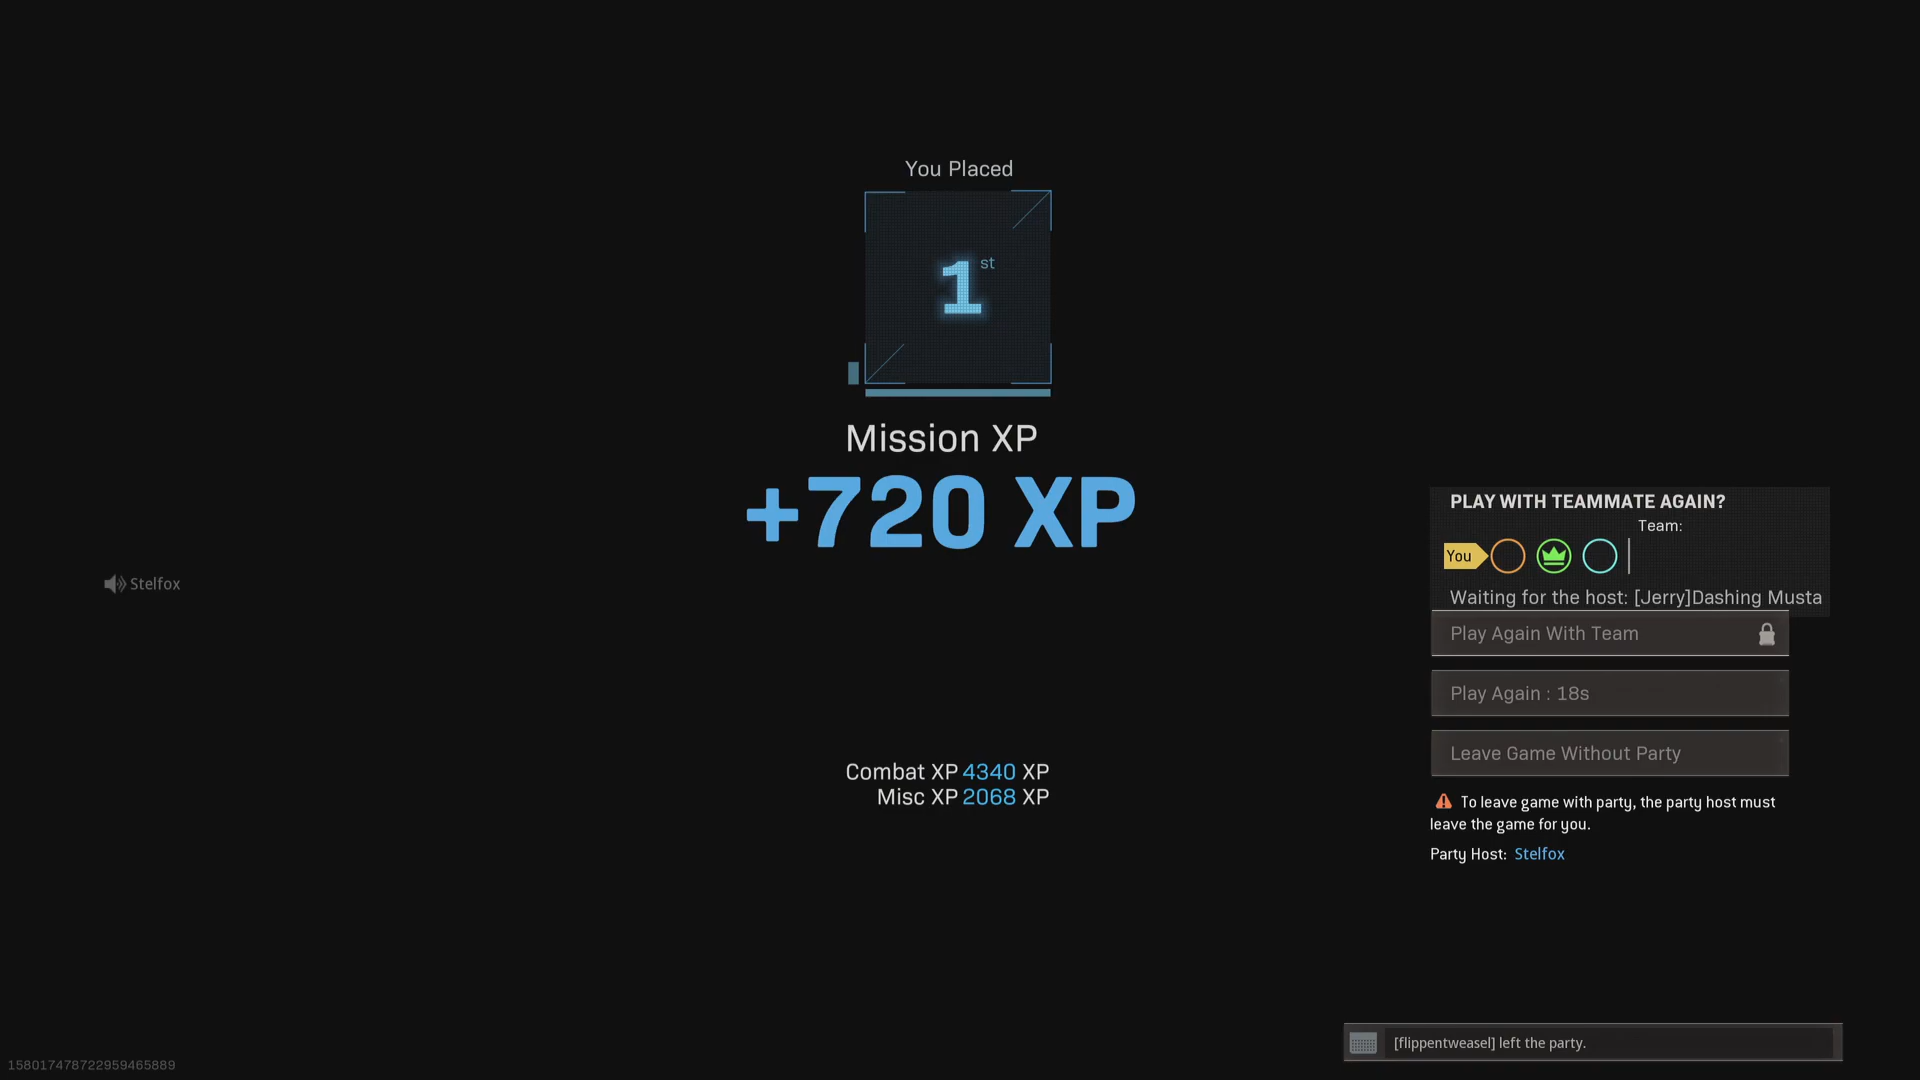 You Placed
1st
Mission XP
+720 XP
PLAY WITH TEAMMATE AGAIN?
Team:
You
Waiting for the host: [Jerry]Dashing Musta
Stelfox
Play Again With Team
Play Again : 18s
Leave Game Without Party
Combat XP 4340 XP
Misc XP 2068 XP
To leave game with party, the party host must
leave the game for you.
Party Host: Stelfox
[flippentweasel] left the party.
158017478722959465889